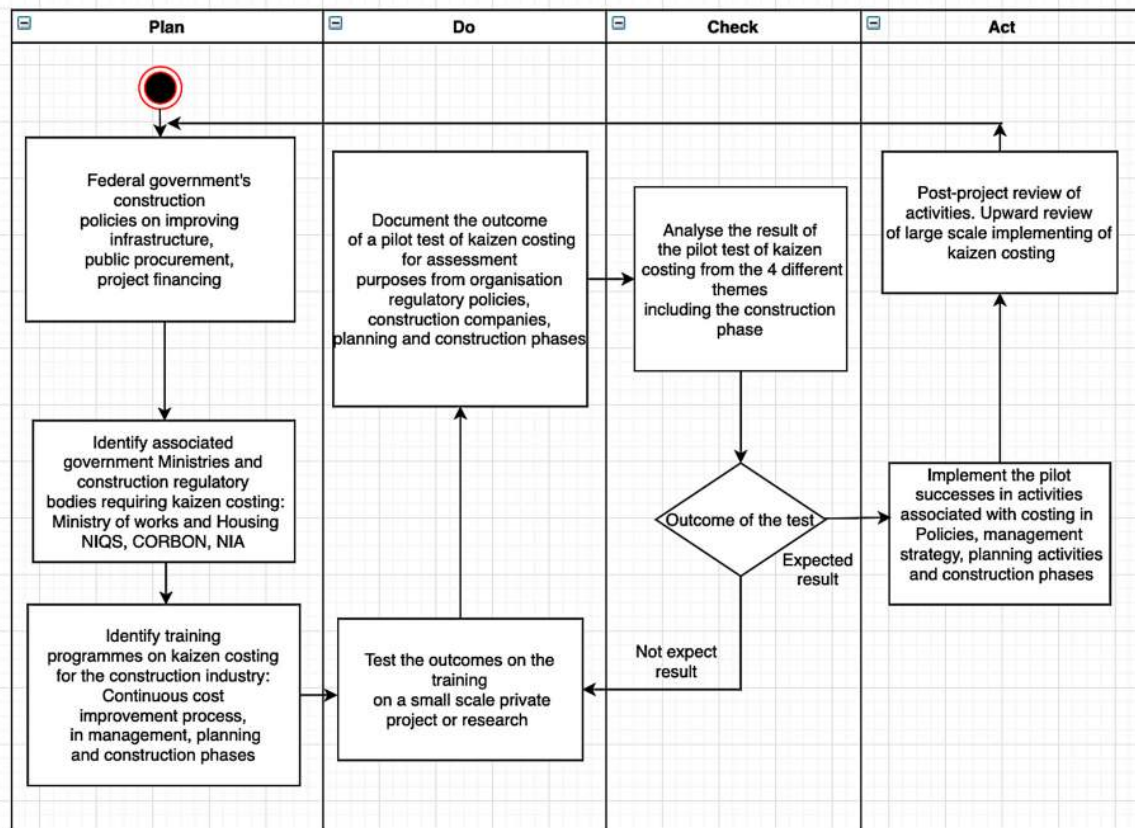 Plan
Do
Check
Act
Federal government's
construction
policies on improving
infrastructure,
public procurement,
project financing
Identify associated
government Ministries and
construction regulatory
bodies requiring kaizen costing:
Ministry of works and Housing
NIQS, CORBON, NIA
Identify training
programmes on kaizen costing
for the construction industry:
Continuous cost
improvement process,
in management, planning
and construction phases
Document the outcome
of a pilot test of kaizen costing
for assessment
purposes from organisation
regulatory policies,
construction companies,
planning and construction phases
Test the outcomes on the
training
on a small scale private
project or research
Analyse the result of
the pilot test of kaizen
costing from the 4 different
themes
including the construction
phase
Outcome of the test
Expected
result
Not expect
result
Post-project review of
activities. Upward review
of large scale implementing of
kaizen costing
Implement the pilot
successes in activities
associated with costing in
Policies, management
strategy, planning activities
and construction phases